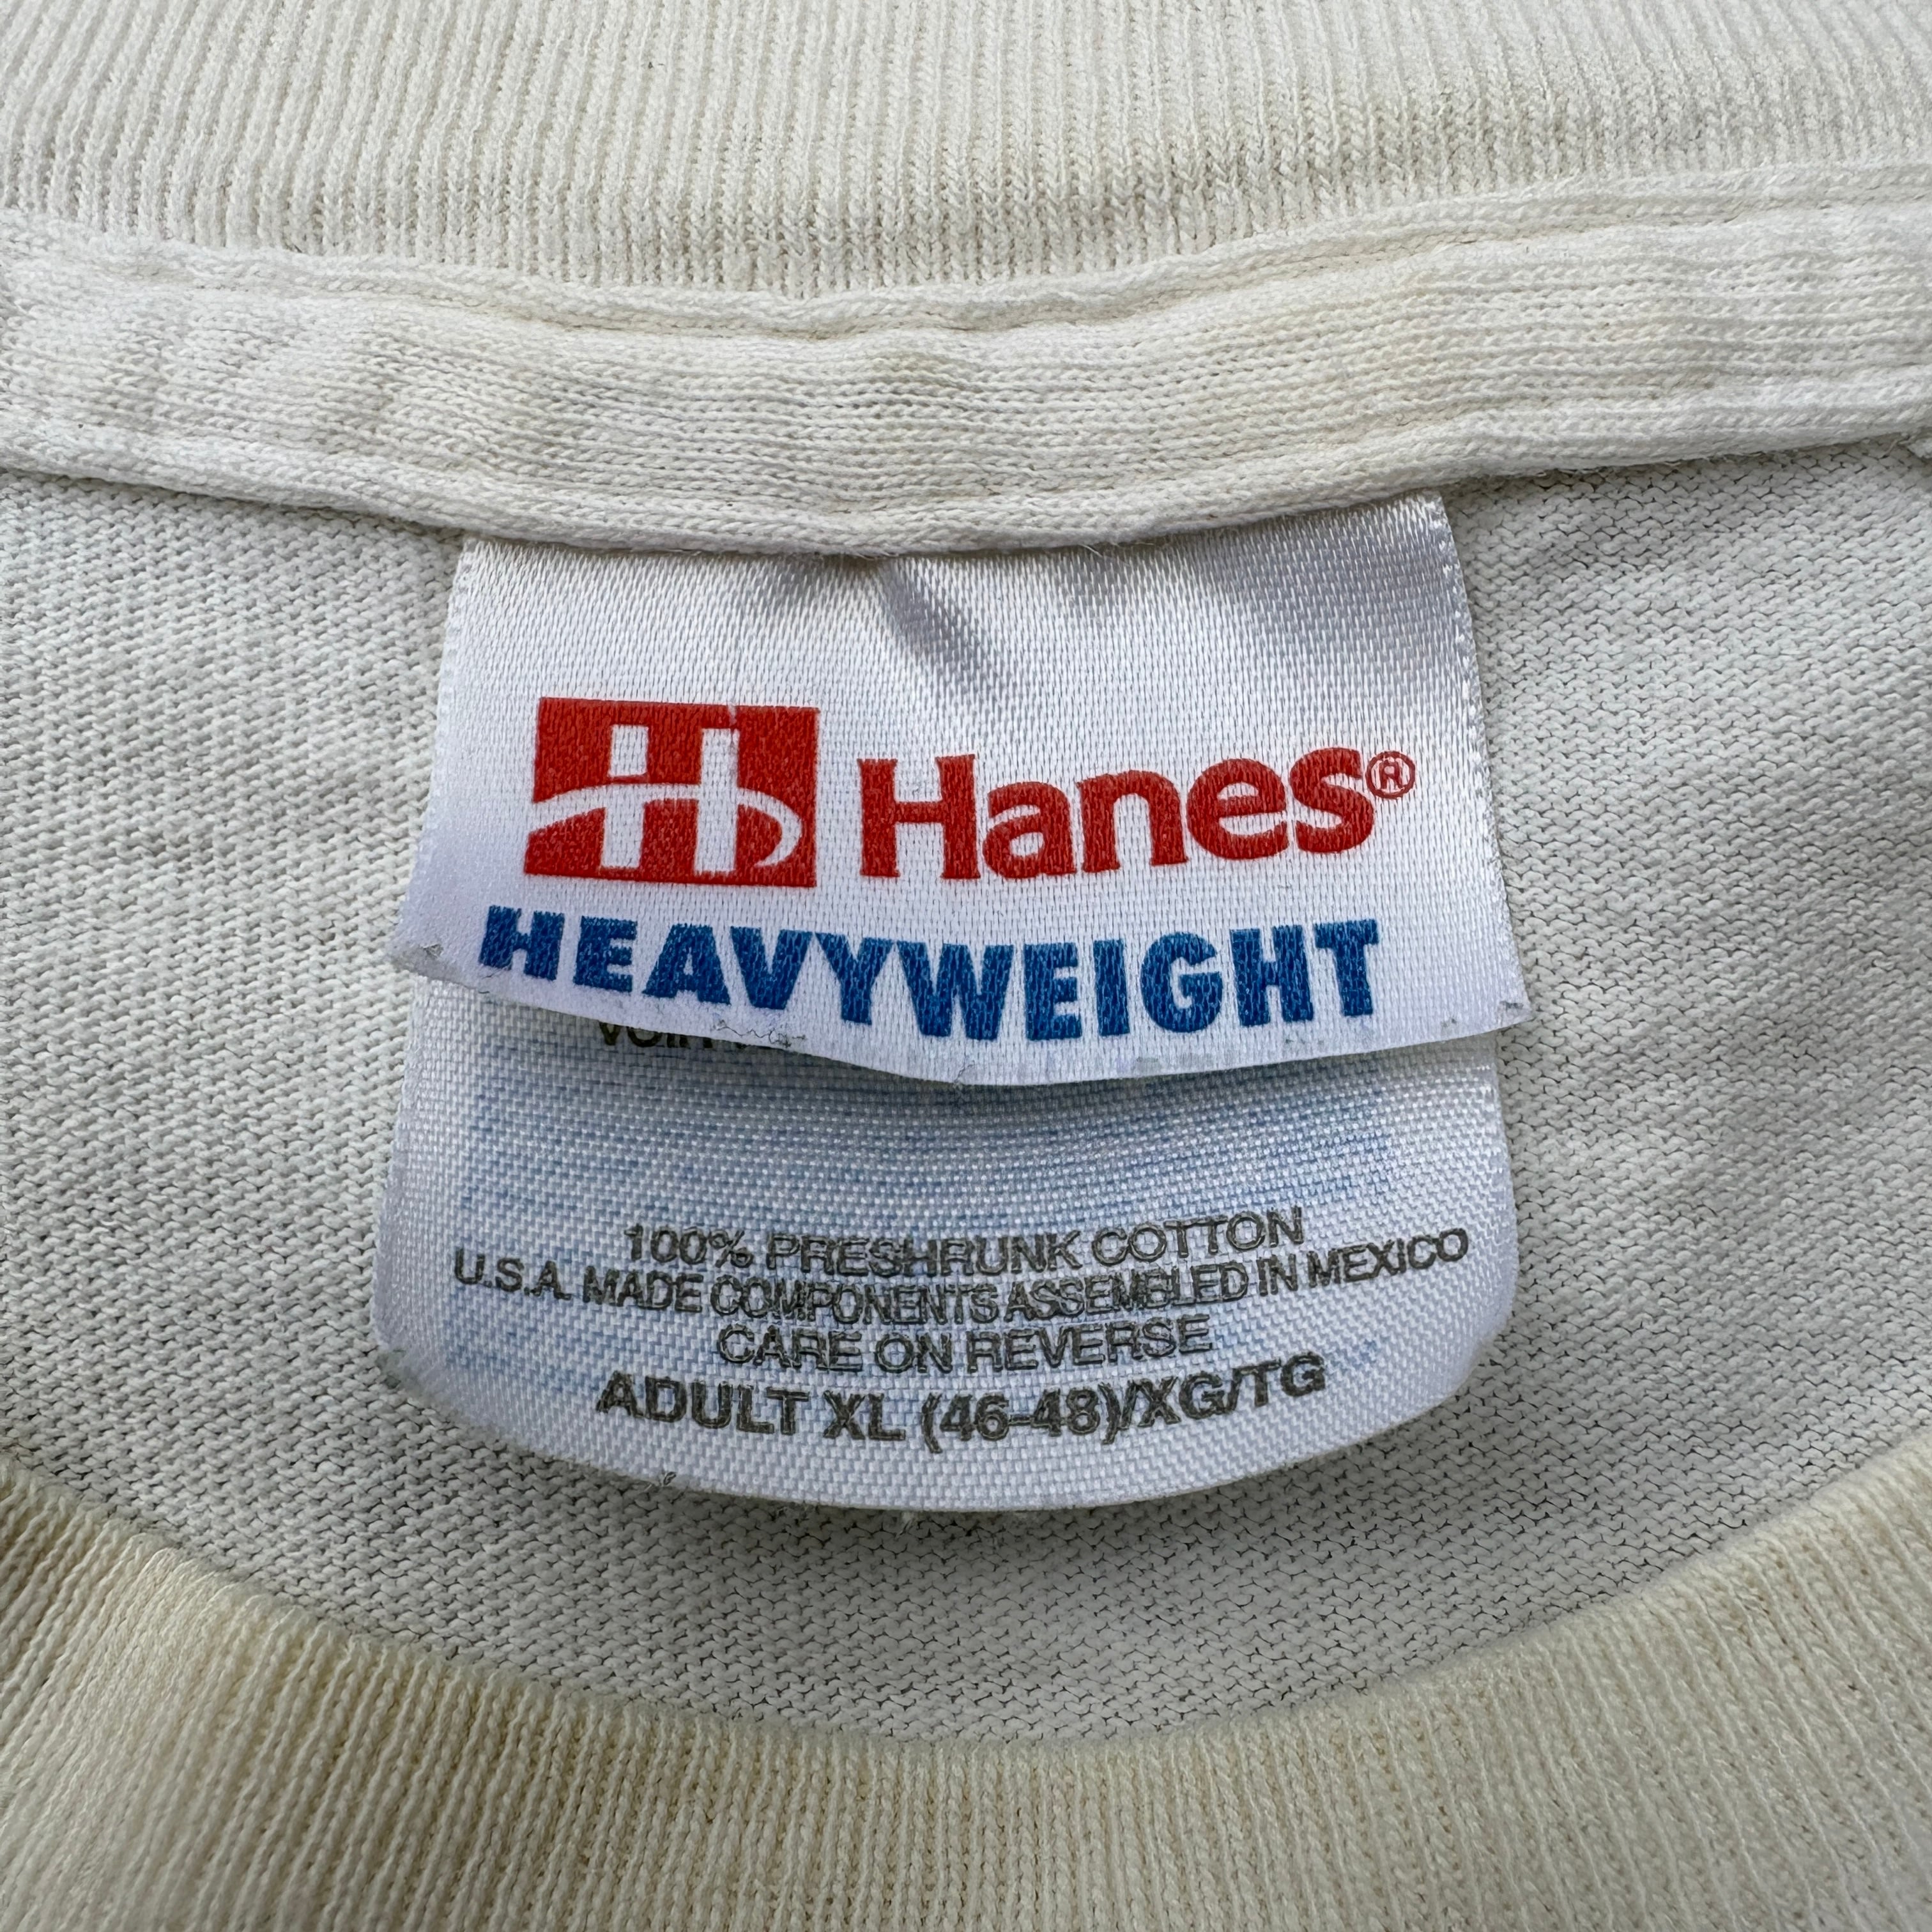 H Hanes®
HEAVYWEIGHT
100% PRESHRUNK COTTON
U.S.A. MADE COMPONENTS ASSEMBLED IN MEXICO
CARE ON REVERSE
ADULT XL (46-48)/XG/TG